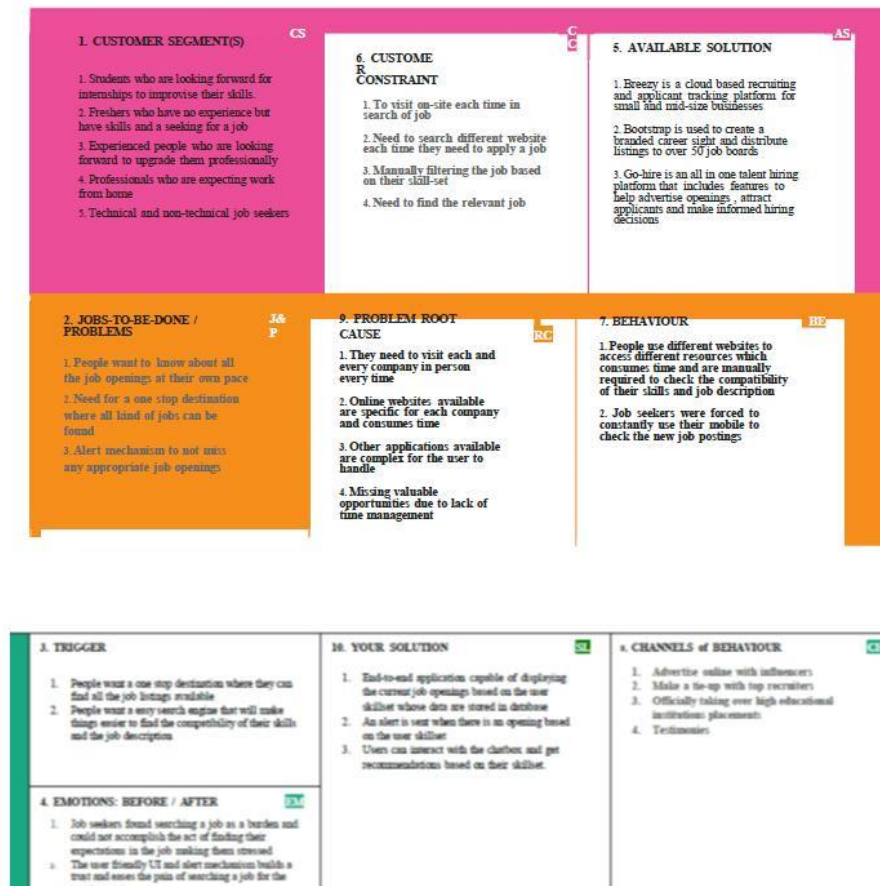 1. CUSTOMER SEGMENT(S)
CS
1. Students who are looking forward for
internships to improvise their skills.
2. Freshers who have no experience but
have skills and a seeking for a job
3. Experienced people who are looking
forward to upgrade them professionally
4. Professionals who are expecting work
from home
5. Technical and non-technical job seekers
6. CUSTOME
R
CONSTRAINT
C
C
1. To visit on-site each time in
search of job
2. Need to search different website
each time they need to apply a job
3. Manually filtering the job based
on their skill-set
4. Need to find the relevant job
5. AVAILABLE SOLUTION
AS
1. Breezy is a cloud based recruiting
and applicant tracking platform for
small and mid-size businesses
2. Bootstrap is used to create a
branded career sight and distribute
listings to over 50 job boards
3. Go-hire is an all in one talent hiring
platform that includes features to
help advertise openings , attract
applicants and make informed hiring
decisions
2. JOBS-TO-BE-DONE /
PROBLEMS
J&
P
1. People want to know about all
the job openings at their own pace
2. Need for a one stop destination
where all kind of jobs can be
found
3. Alert mechanism to not miss
any appropriate job openings
9. PROBLEM ROOT
CAUSE
RC
1. They need to visit each and
every company in person
every time
2. Online websites available
are specific for each company
and consumes time
3. Other applications available
are complex for the user to
handle
4. Missing valuable
opportunities due to lack of
time management
7. BEHAVIOUR
BE
1. People use different websites to
access different resources which
consumes time and are manually
required to check the compatibility
of their skills and job description
2. Job seekers were forced to
constantly use their mobile to
check the new job postings
3. TRIGGER
1. People want a one stop destination where they can
find all the job listings available
2. People want a easy search engine that will make
things easier to find the compatibility of their skills
and the job description
4. EMOTIONS: BEFORE / AFTER
EM
1. Job seekers found searching a job as a burden and
could not accomplish the act of finding their
expectations in the job making them stressed
2. The user friendly UI and alert mechanism builds a
trust and eases the pain of searching a job for the
10. YOUR SOLUTION
SL
1. End-to-end application capable of displaying
the current job openings based on the user
skillset whose data are stored in database
2. An alert is sent when there is an opening based
on the user skillset
3. Users can interact with the chatbox and get
recommendations based on their skillset.
8. CHANNELS of BEHAVIOUR
CH
1. Advertise online with influencers
2. Make a tie-up with top recruiters
3. Officially taking over high educational
institutions placements
4. Testimonies